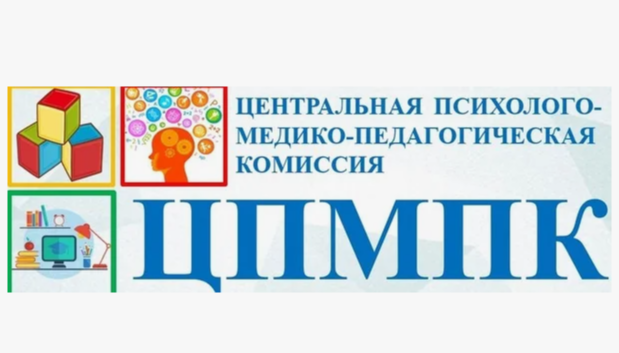 ЦЕНТРАЛЬНАЯ ПСИХОЛОГО-
МЕДИКО-ПЕДАГОГИЧЕСКАЯ
КОМИССИЯ
ЦПМПК